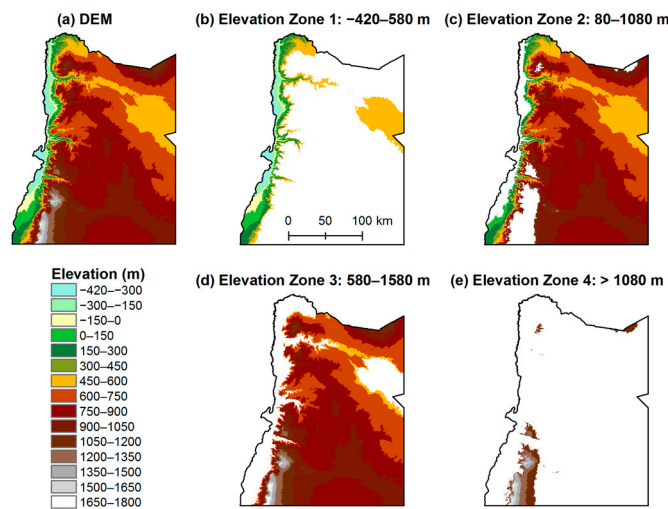 (a) DEM
(b) Elevation Zone 1: −420–580 m
(c) Elevation Zone 2: 80–1080 m
0 50 100 km
Elevation (m)
−420–−300
−300–−150
−150–0
0–150
150–300
300–450
450–600
600–750
750–900
900–1050
1050–1200
1200–1350
1350–1500
1500–1650
1650–1800
(d) Elevation Zone 3: 580–1580 m
(e) Elevation Zone 4: > 1080 m